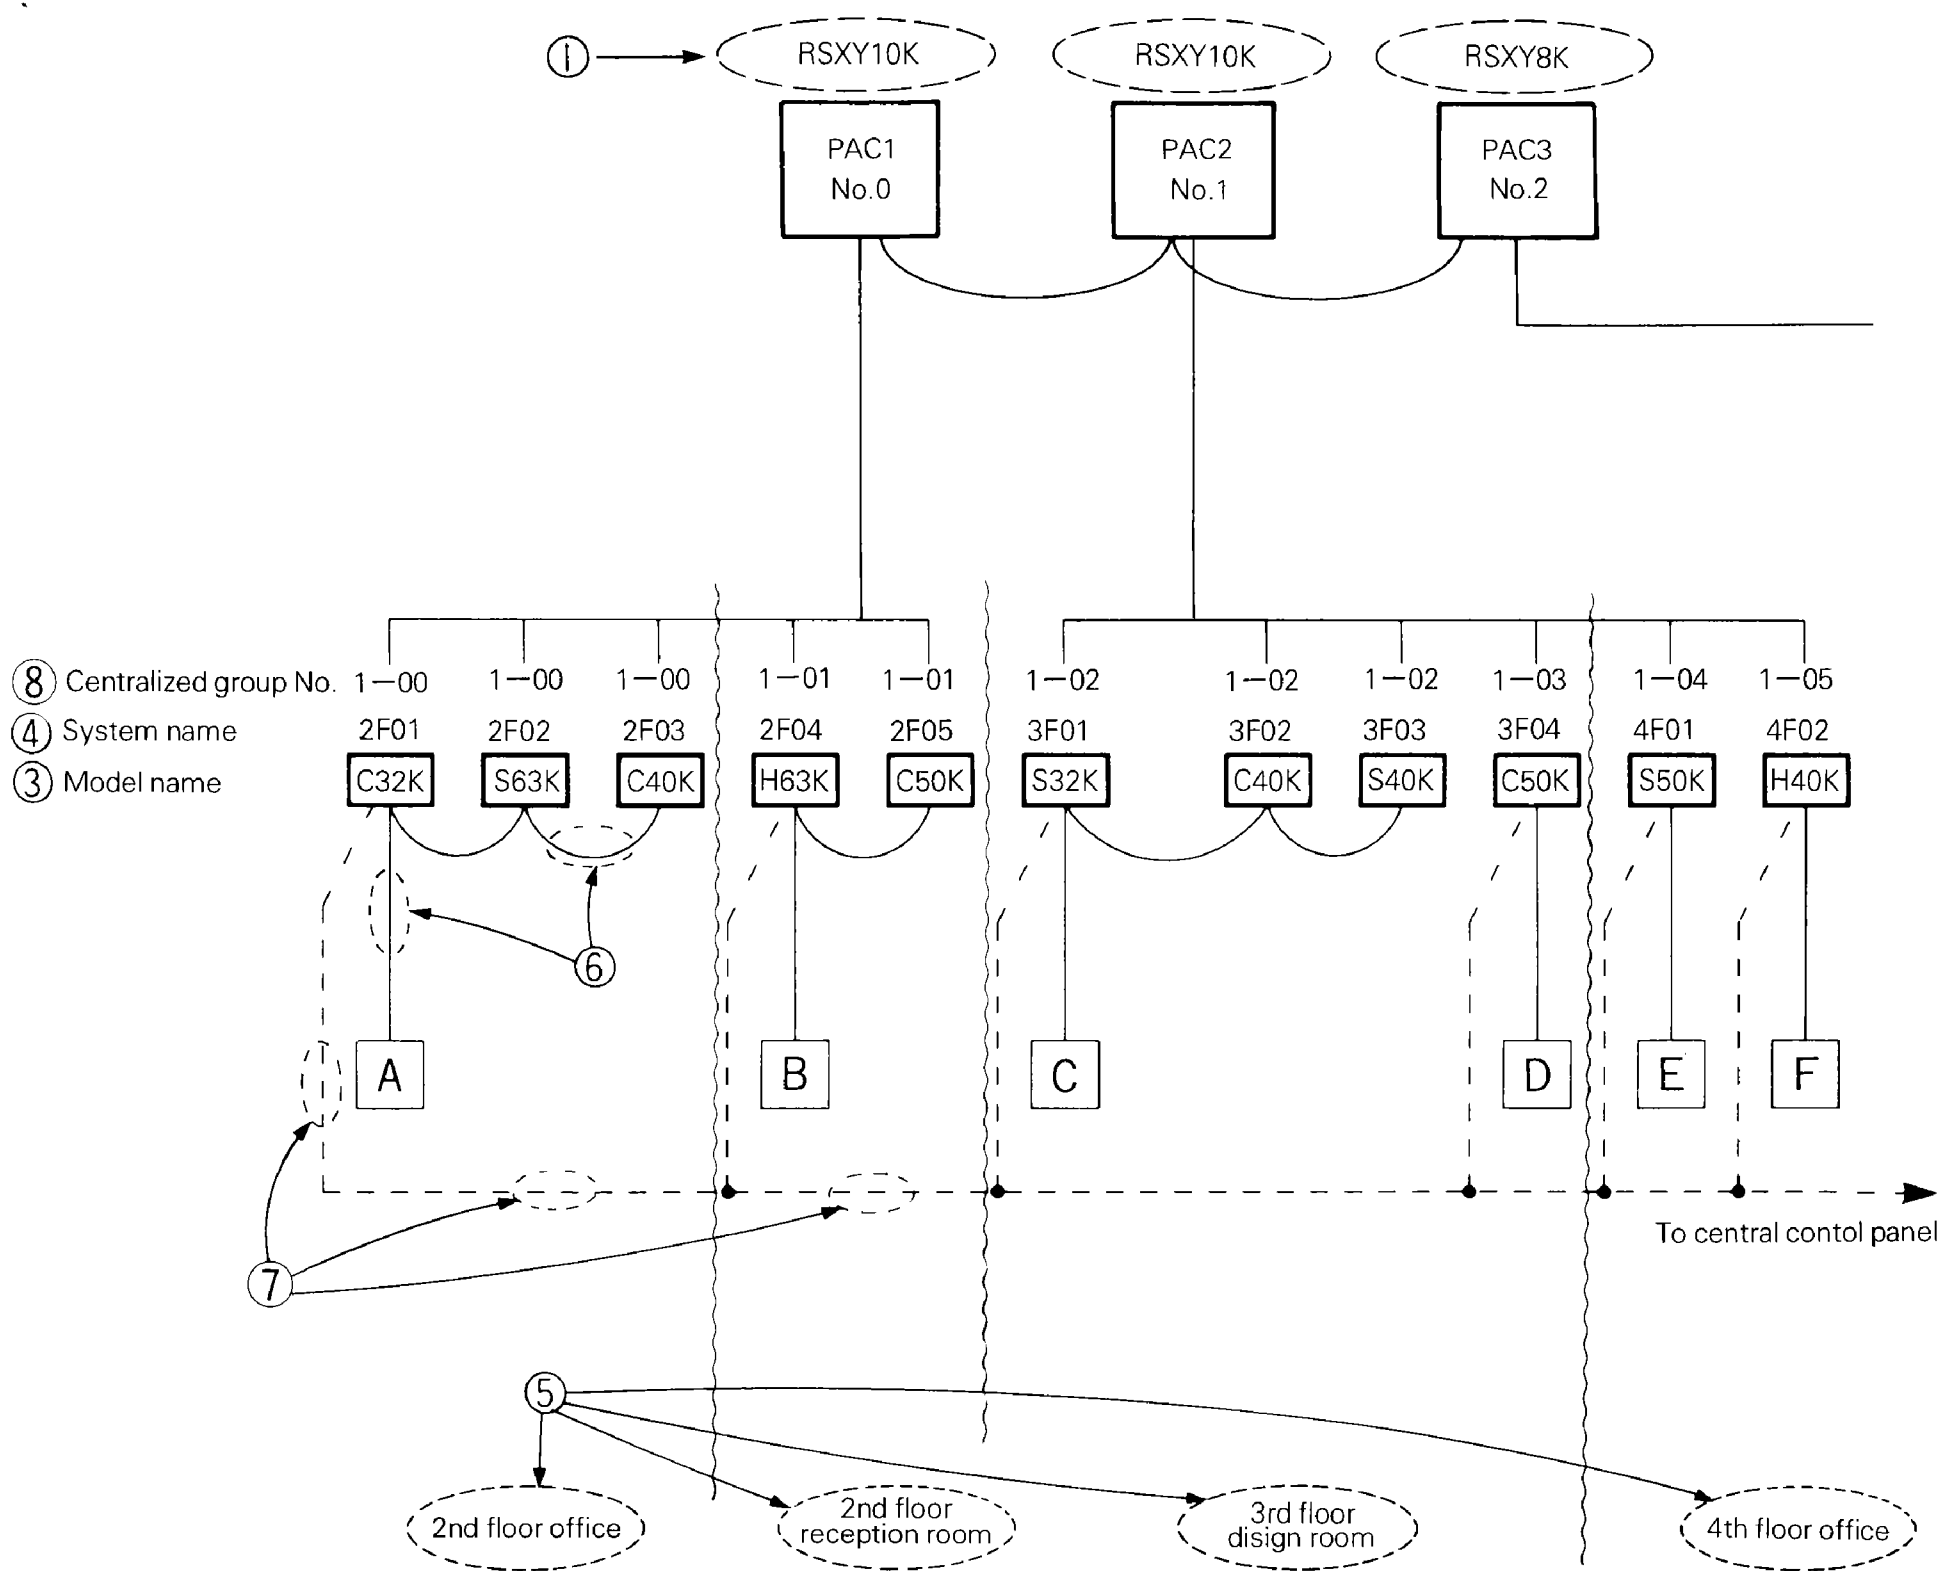 ① RSXY10K RSXY10K RSXY8K
PAC1 PAC2 PAC3
No.0 No.1 No.2
⑧ Centralized group No. 1—00 1—00 1—00 1—01 1—01 1—02 1—02 1—02 1—03 1—04 1—05
④ System name 2F01 2F02 2F03 2F04 2F05 3F01 3F02 3F03 3F04 4F01 4F02
③ Model name C32K S63K C40K H63K C50K S32K C40K S40K C50K S50K H40K
⑥
A B C D E F
To central contol panel
⑦
⑤
2nd floor office
2nd floor
reception room
3rd floor
disign room
4th floor office